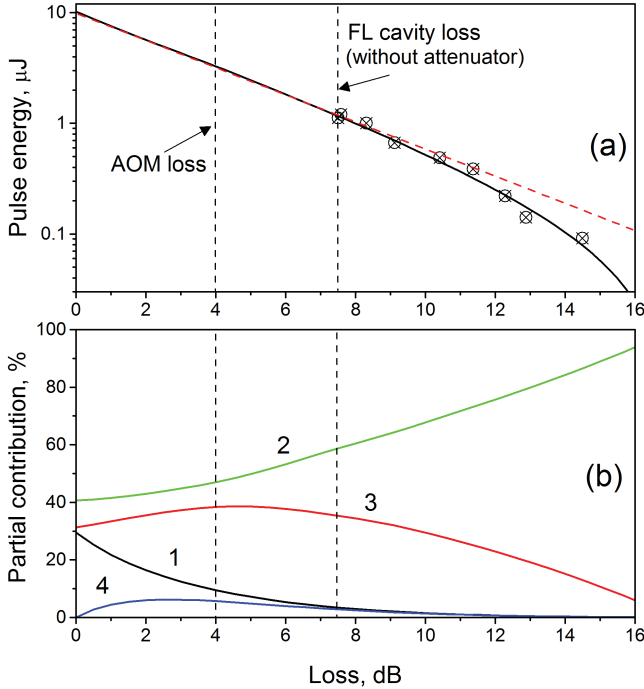 10
1
0.1
Pulse energy, μJ
FL cavity loss
(without attenuator)
AOM loss
(a)
0 2 4 6 8 10 12 14 16
100
80
60
40
20
0
Partial contribution, %
2
3
1
4
(b)
0 2 4 6 8 10 12 14 16
Loss, dB